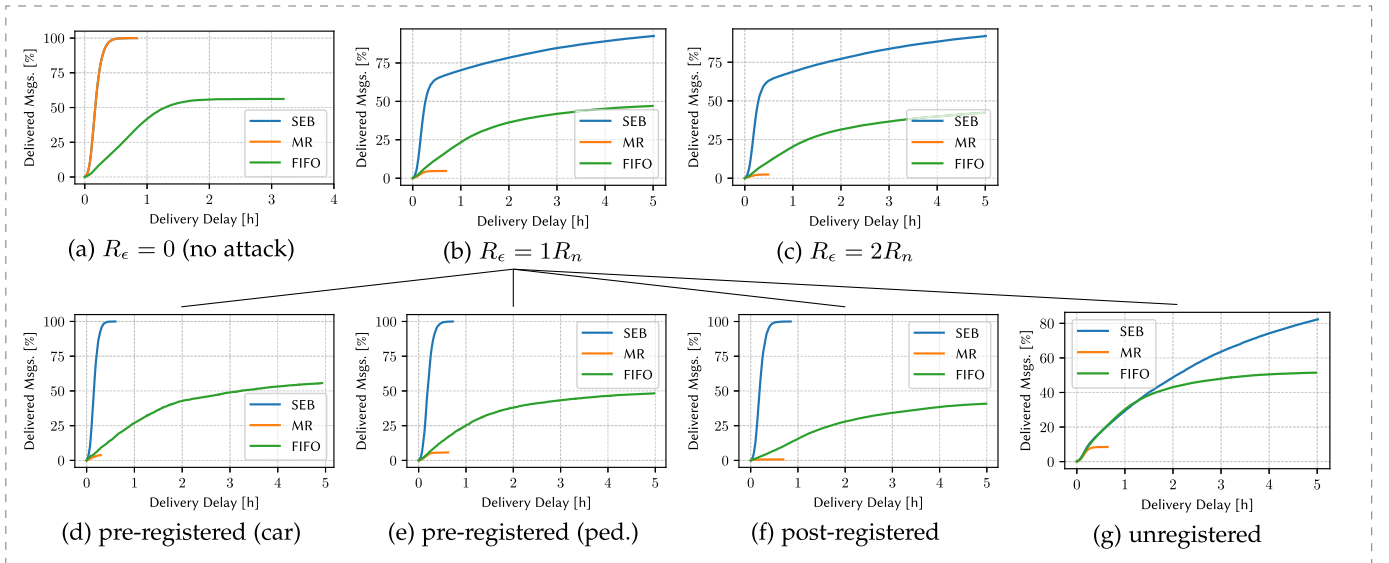 Delivered Msgs. [%]
100
75
50
25
0
0 1 2 3 4
Delivery Delay [h]
SEB
MR
FIFO
(a) Rϵ = 0 (no attack)
Delivered Msgs. [%]
75
50
25
0
0 1 2 3 4 5
Delivery Delay [h]
SEB
MR
FIFO
(b) Rϵ = 1Rn
Delivered Msgs. [%]
75
50
25
0
0 1 2 3 4 5
Delivery Delay [h]
SEB
MR
FIFO
(c) Rϵ = 2Rn
Delivered Msgs. [%]
100
75
50
25
0
0 1 2 3 4 5
Delivery Delay [h]
SEB
MR
FIFO
(d) pre-registered (car)
Delivered Msgs. [%]
100
75
50
25
0
0 1 2 3 4 5
Delivery Delay [h]
SEB
MR
FIFO
(e) pre-registered (ped.)
Delivered Msgs. [%]
100
75
50
25
0
0 1 2 3 4 5
Delivery Delay [h]
SEB
MR
FIFO
(f) post-registered
Delivered Msgs. [%]
80
60
40
20
0
0 1 2 3 4 5
Delivery Delay [h]
SEB
MR
FIFO
(g) unregistered